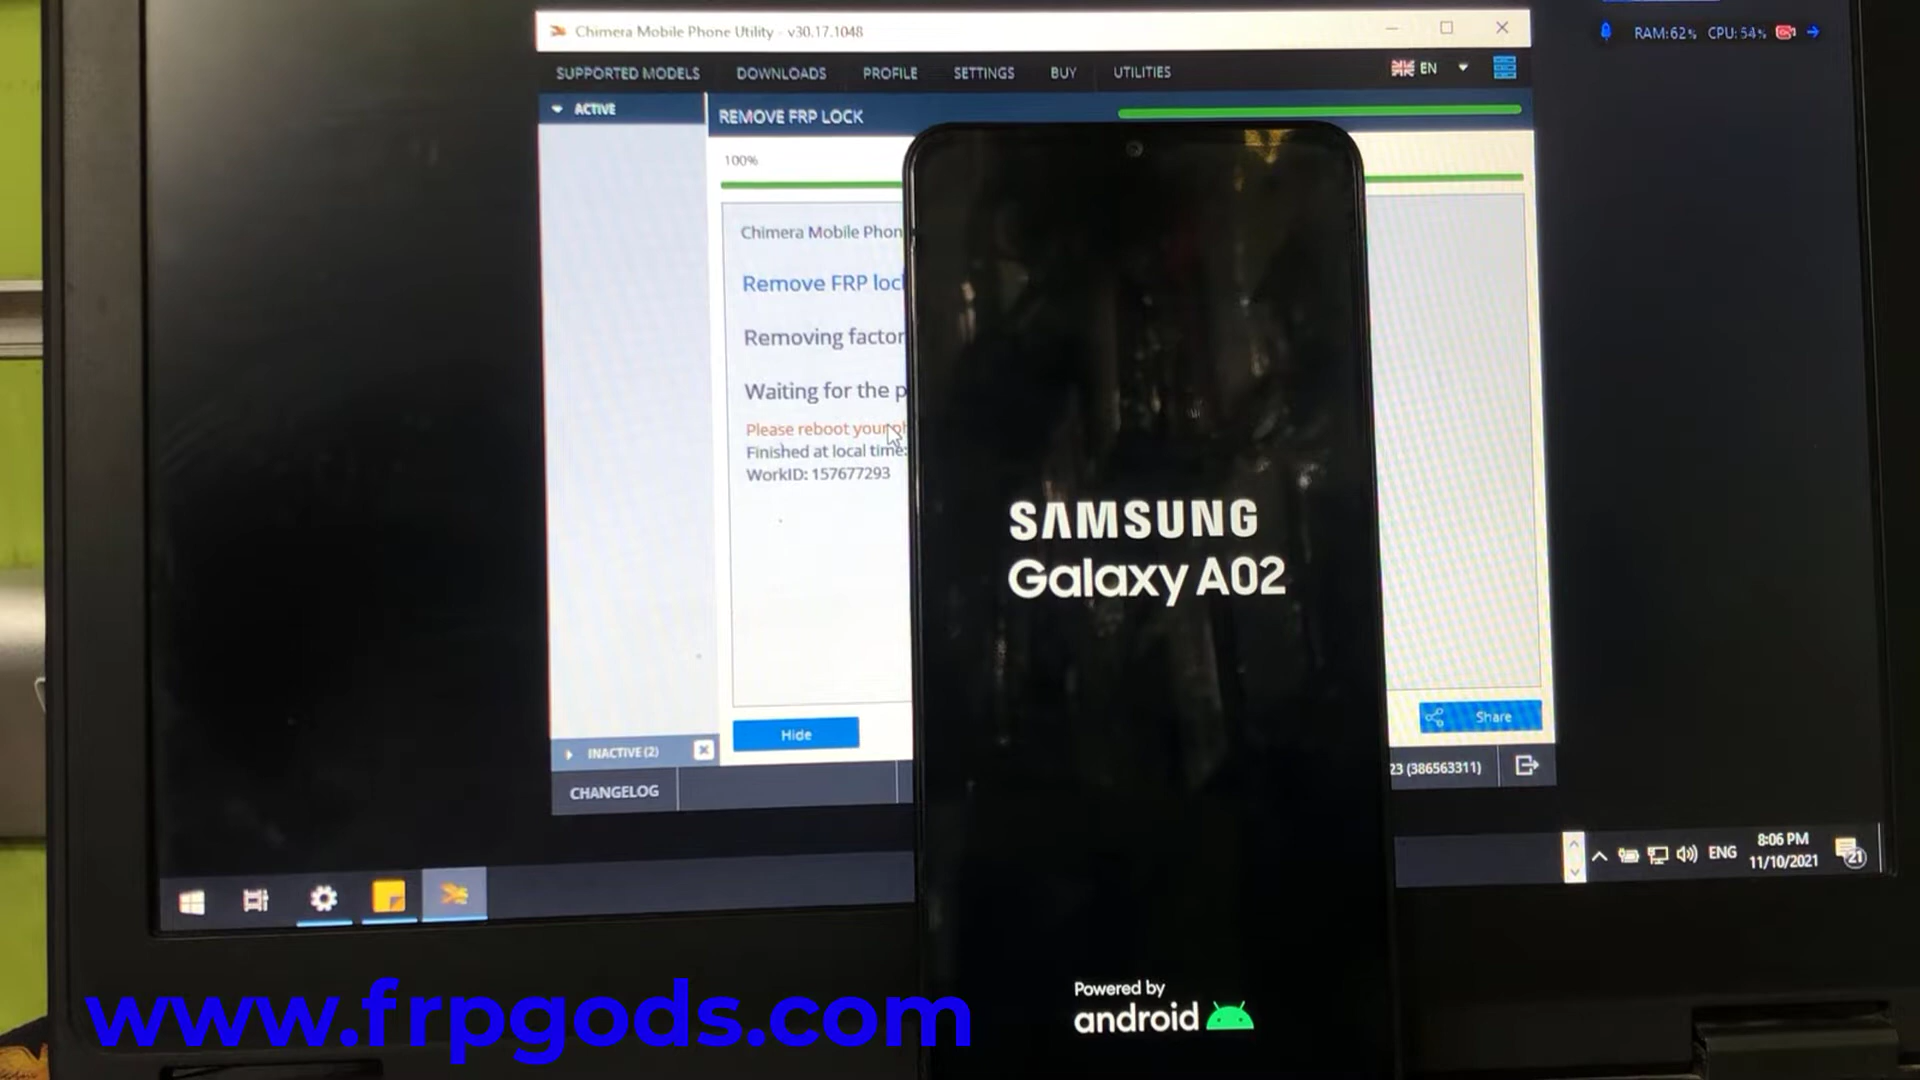 Chimera Mobile Phone Utility - v30.17.1048
RAM:62% CPU: 54%
SUPPORTED MODELS DOWNLOADS PROFILE SETTINGS BUY UTILITIES EN
ACTIVE
REMOVE FRP LOCK
100%
Chimera Mobile Phon
Remove FRP loc
Removing factor
Waiting for the p
Please reboot your
Finished at local time:
WorkID: 157677293
SAMSUNG
Galaxy A02
Hide
Share
INACTIVE (2)
23 (386563311)
CHANGELOG
ENG
8:06 PM
11/10/2021
21
Powered by
android
www.frpgods.com